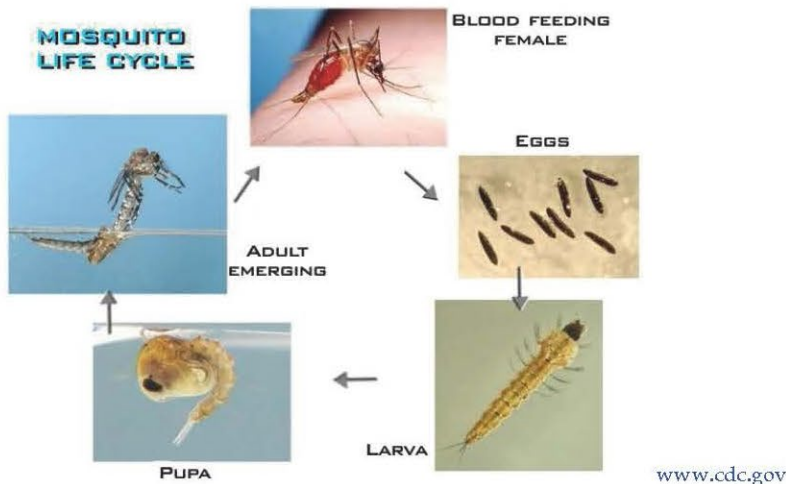 MOSQUITO
LIFE CYCLE
BLOOD FEEDING
FEMALE
EGGS
LARVA
PUPA
ADULT
EMERGING
www.cdc.gov